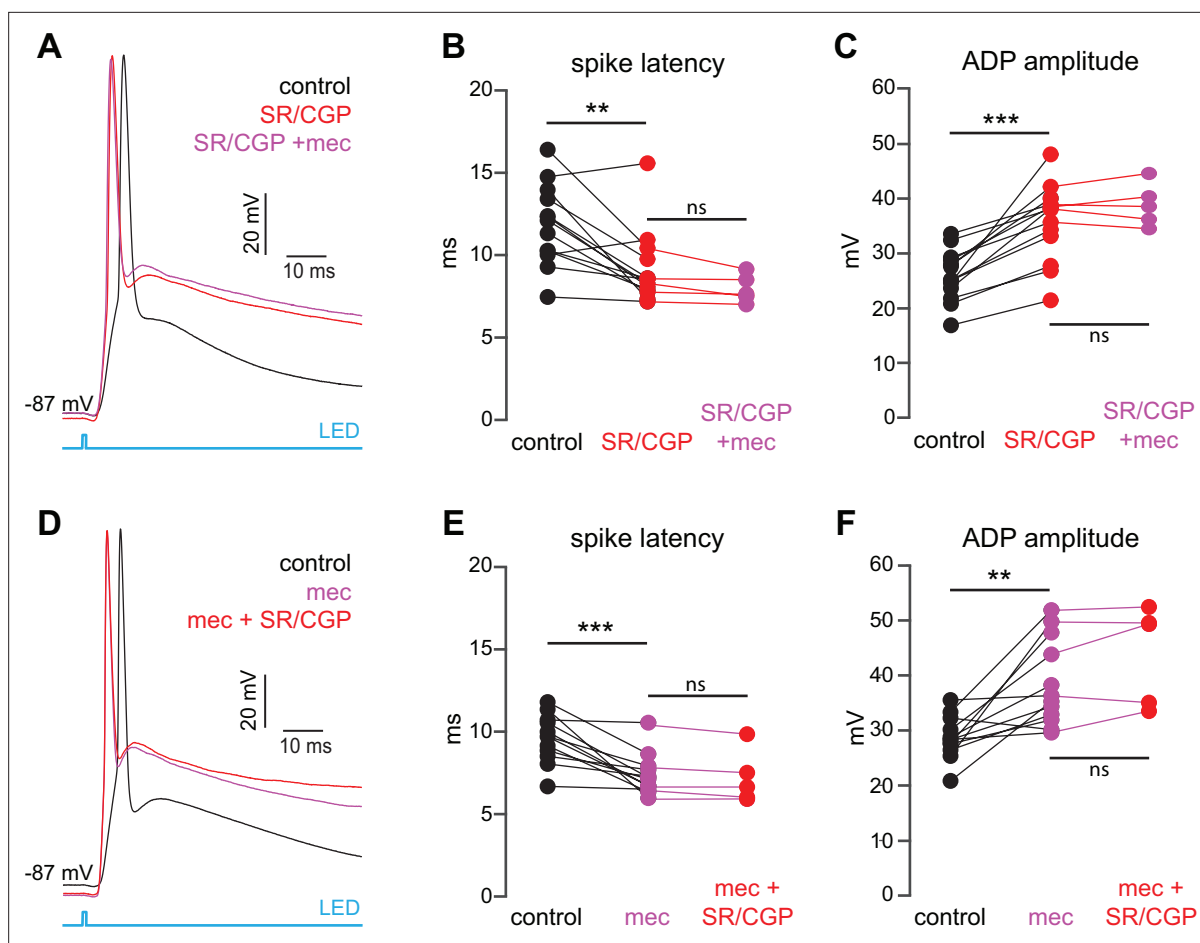 A
control
SR/CGP
SR/CGP +mec
20 mV
10 ms
-87 mV
LED
B
spike latency
20
15
10
5
0
ms
**
ns
control
SR/CGP
SR/CGP
+mec
C
ADP amplitude
60
50
40
30
20
10
0
mV
***
ns
control
SR/CGP
SR/CGP
+mec
D
control
mec
mec + SR/CGP
20 mV
10 ms
-87 mV
LED
E
spike latency
20
15
10
5
0
ms
***
ns
control
mec
mec +
SR/CGP
F
ADP amplitude
60
50
40
30
20
10
0
mV
**
ns
control
mec
mec +
SR/CGP